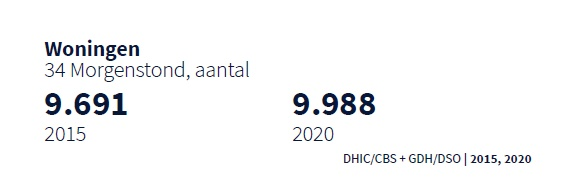 Woningen
34 Morgenstond, aantal
9.691 9.988
2015 2020
DHIC/CBS + GDH/DSO | 2015, 2020